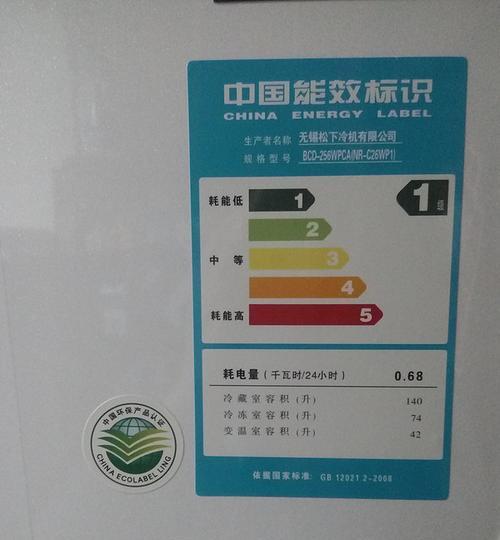 中国能效标识
CHINA ENERGY LABEL
生产者名称 无锡松下冷机有限公司
规格型号 BCD-256WPCA(NR-C26WP1)
耗能低 1 1级
2
中等 3
4
耗能高 5
耗电量(千瓦时/24小时) 0.68
冷藏室容积(升) 140
冷冻室容积(升) 74
变温室容积(升) 42
依据国家标准: GB 12021.2-2008
中国环保产品认证
CHINA ECOLABEL LING